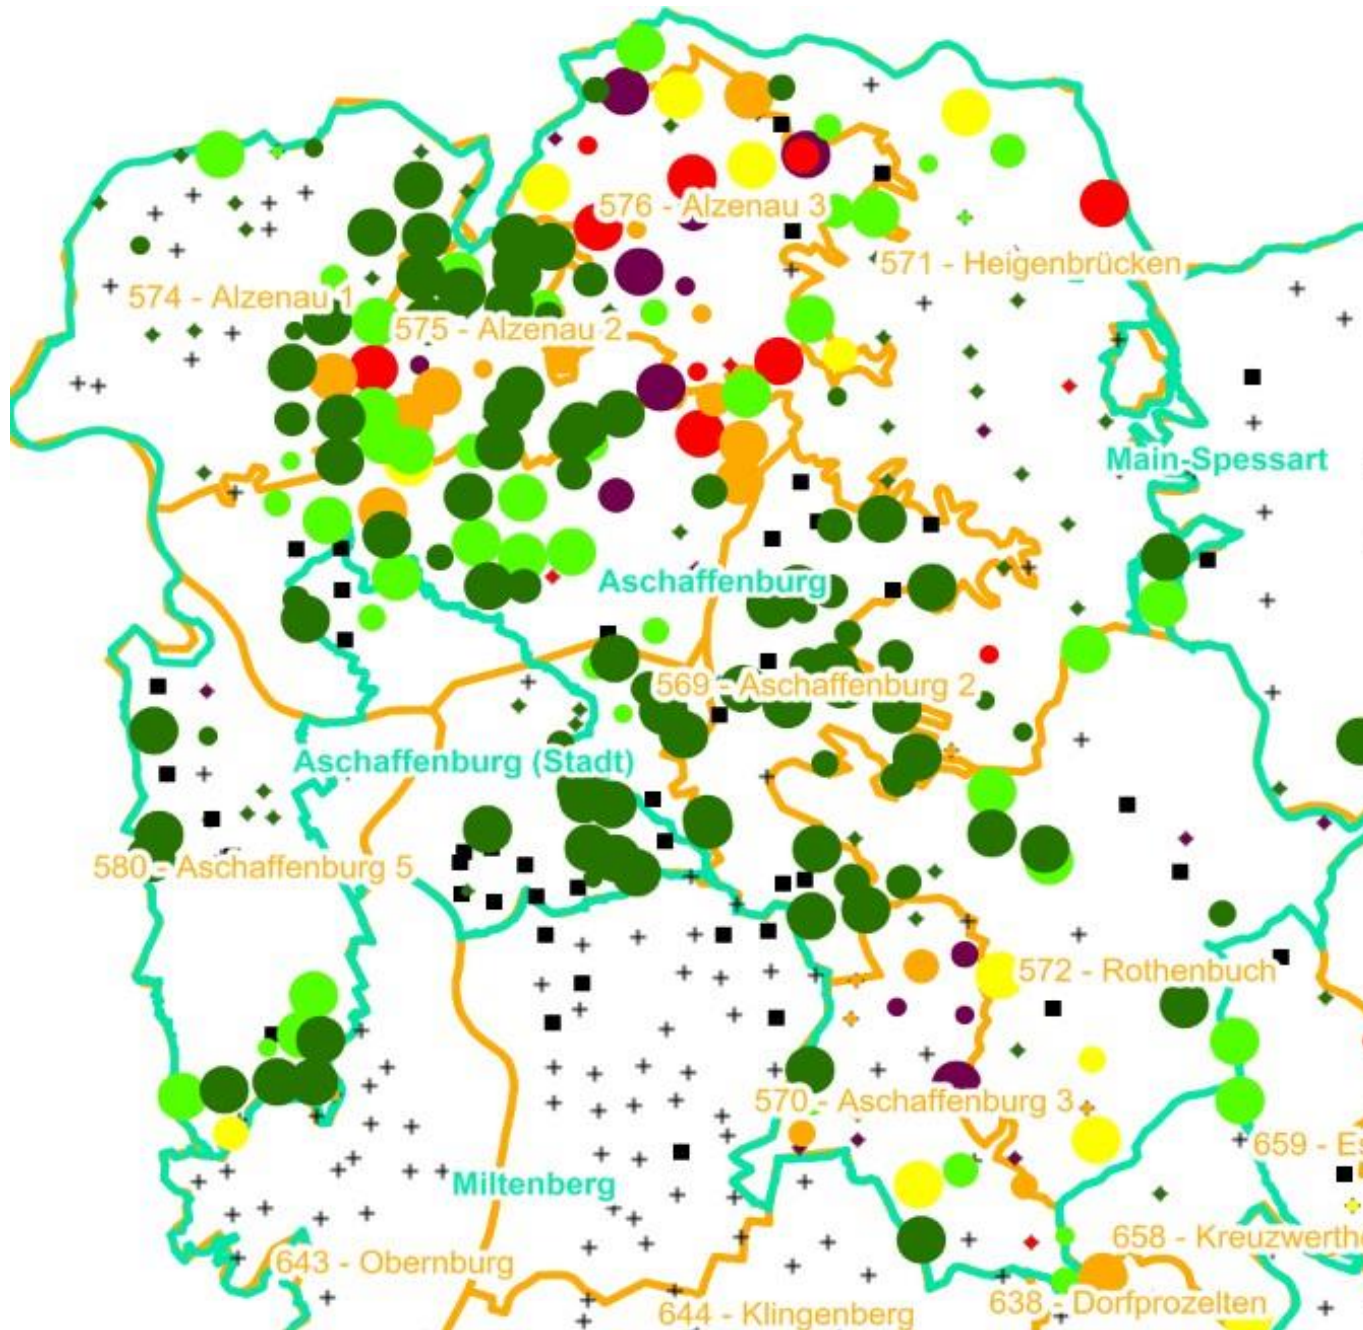 576 - Alzenau 3
571 - Heigenbrücken
574 - Alzenau 1
575 - Alzenau 2
Main-Spessart
Aschaffenburg
569 - Aschaffenburg 2
Aschaffenburg (Stadt)
580 - Aschaffenburg 5
572 - Rothenbuch
570 - Aschaffenburg 3
659 - Es
Miltenberg
658 - Kreuzwerthe
643 - Obernburg
638 - Dorfprozelten
644 - Klingenberg